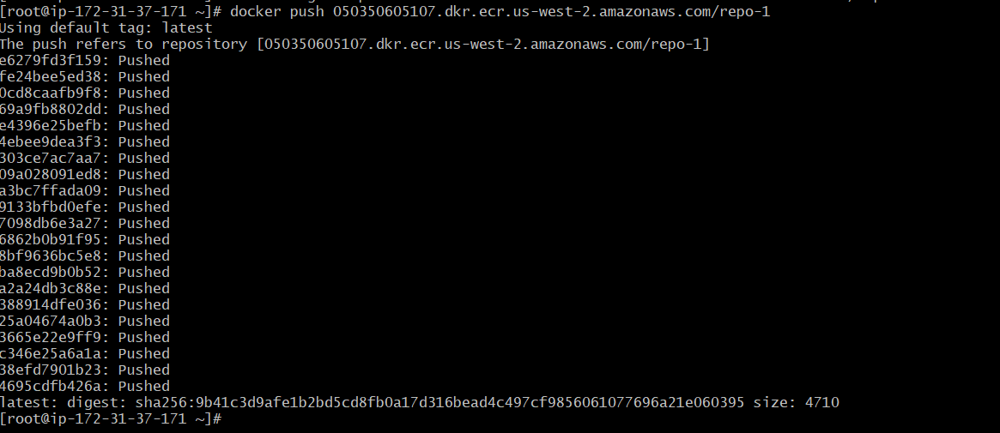 [root@ip-172-31-37-171 ~]# docker push 050350605107.dkr.ecr.us-west-2.amazonaws.com/repo-1
Using default tag: latest
The push refers to repository [050350605107.dkr.ecr.us-west-2.amazonaws.com/repo-1]
e6279fd3f159: Pushed
fe24bee5ed38: Pushed
0cd8caafb9f8: Pushed
69a9fb8802dd: Pushed
e4396e25befb: Pushed
4ebee9dea3f3: Pushed
303ce7ac7aa7: Pushed
09a028091ed8: Pushed
a3bc7ffada09: Pushed
9133bfbd0efe: Pushed
7098db6e3a27: Pushed
6862b0b91f95: Pushed
8bf9636bc5e8: Pushed
ba8ecd9b0b52: Pushed
a2a24db3c88e: Pushed
388914dfe036: Pushed
25a04674a0b3: Pushed
3665e22e9ff9: Pushed
c346e25a6a1a: Pushed
38efd7901b23: Pushed
4695cdfb426a: Pushed
latest: digest: sha256:9b41c3d9afe1b2bd5cd8fb0a17d316bead4c497cf9856061077696a21e060395 size: 4710
[root@ip-172-31-37-171 ~]#